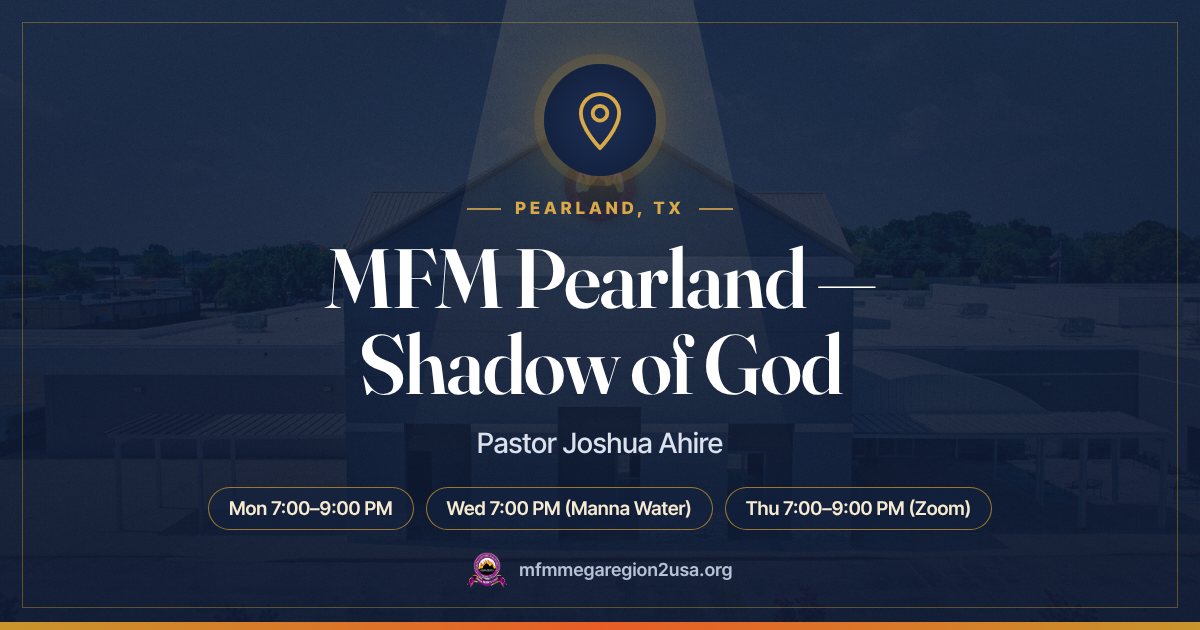 PEARLAND, TX
MFM Pearland —
Shadow of God
Pastor Joshua Ahire
Mon 7:00–9:00 PM
Wed 7:00 PM (Manna Water)
Thu 7:00–9:00 PM (Zoom)
mfmmegaregion2usa.org